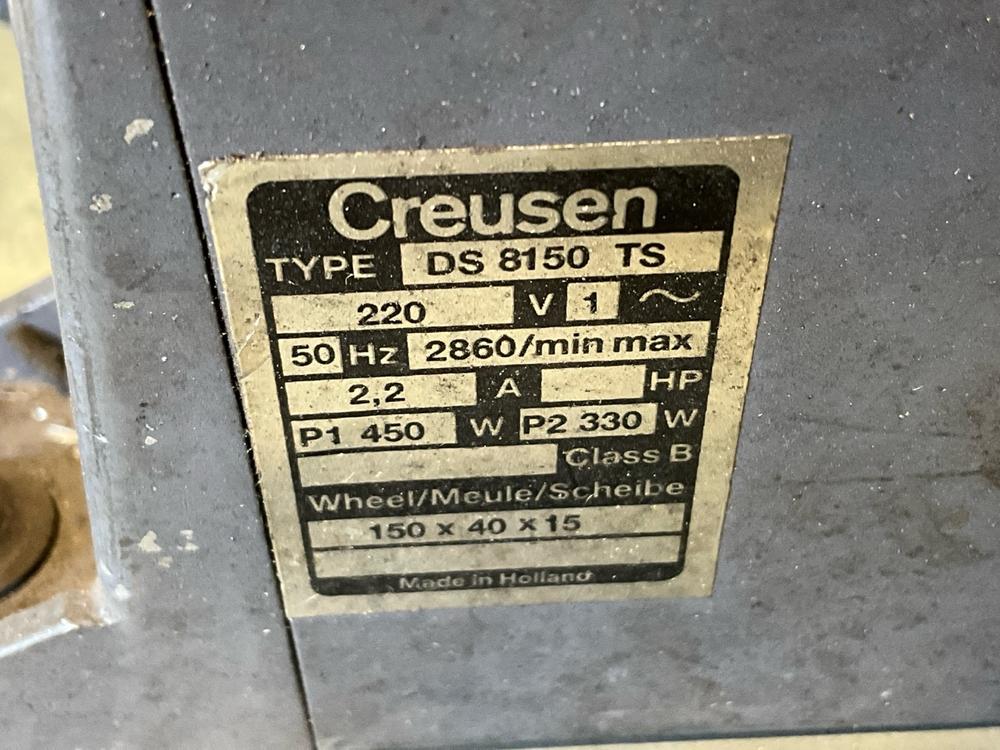 Creusen
TYPE DS 8150 TS
220 V 1 ~
50 Hz 2860/min max
2,2 A HP
P1 450 W P2 330 W
Class B
Wheel/Meule/Scheibe
150 x 40 x 15
Made in Holland